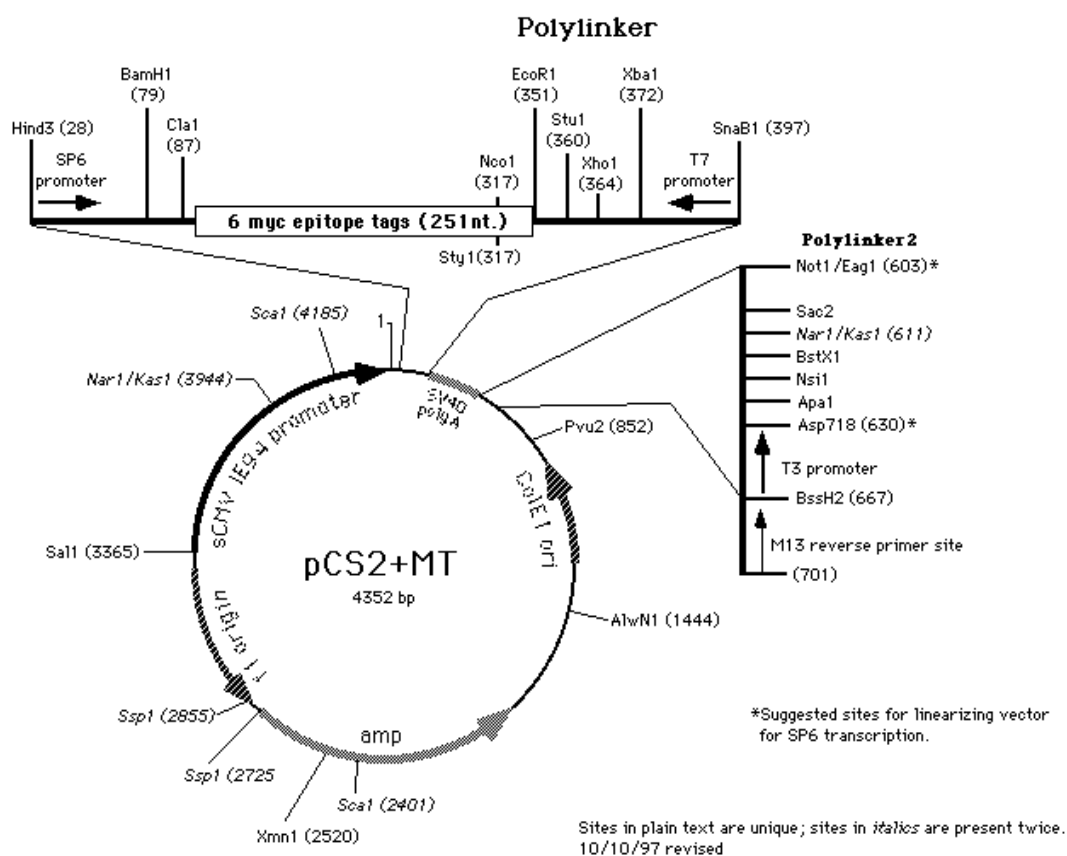 Polylinker
BamH1
(79)
EcoR1
(351)
Xba1
(372)
Hind3 (28)
Cla1
(87)
Stu1
(360)
SnaB1 (397)
SP6
promoter
Nco1
(317)
Xho1
(364)
T7
promoter
6 myc epitope tags (251nt.)
Sty1(317)
Polylinker2
Not1/Eag1 (603)*
Sac2
Nar1/Kas1 (611)
BstX1
Nsi1
Apa1
Asp718 (630)*
T3 promoter
BssH2 (667)
M13 reverse primer site
(701)
Sca1 (4185)
1
Nar1/Kas1 (3944)
SV40
polyA
Pvu2 (852)
sCMV IE94 promoter
ColE1 ori
Sal1 (3365)
pCS2+MT
4352 bp
f1 origin
AlwN1 (1444)
Ssp1 (2855)
amp
Ssp1 (2725
Sca1 (2401)
Xmn1 (2520)
*Suggested sites for linearizing vector
for SP6 transcription.
Sites in plain text are unique; sites in italics are present twice.
10/10/97 revised